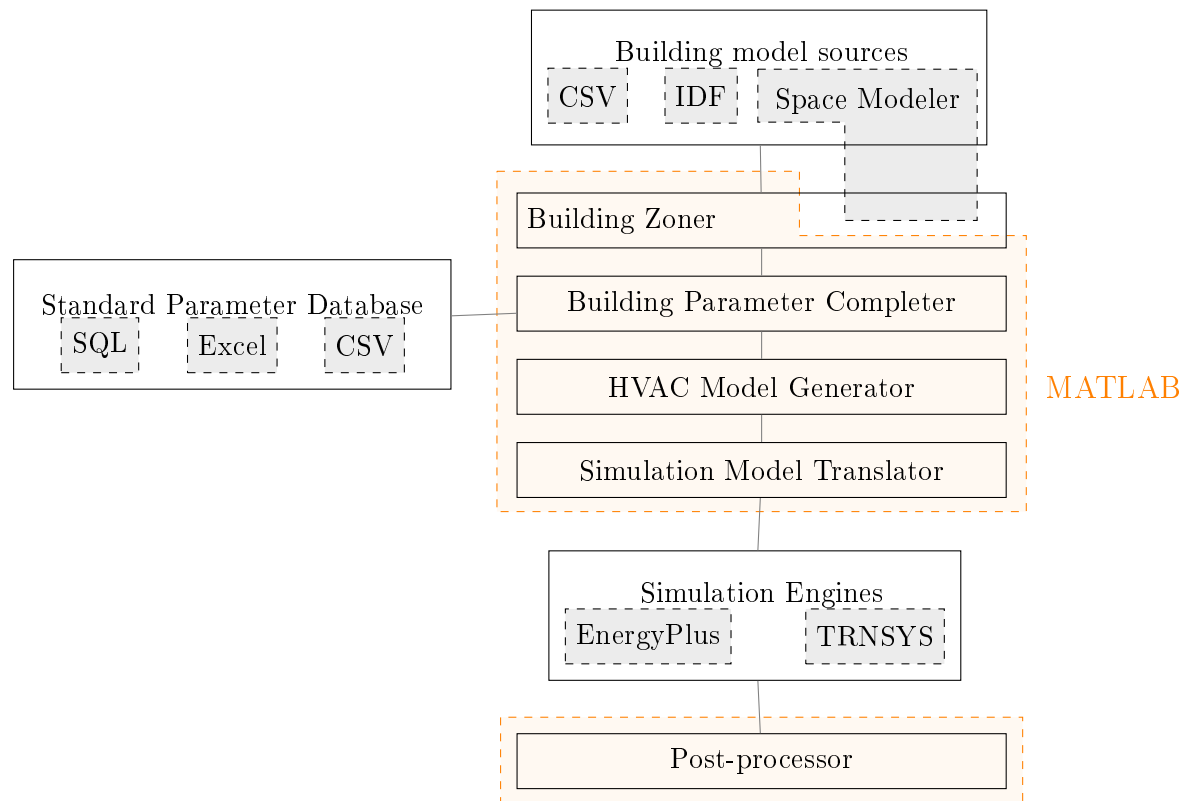 Building model sources
CSV IDF Space Modeler
Building Zoner
Standard Parameter Database
SQL Excel CSV
Building Parameter Completer
HVAC Model Generator
MATLAB
Simulation Model Translator
Simulation Engines
EnergyPlus TRNSYS
Post-processor